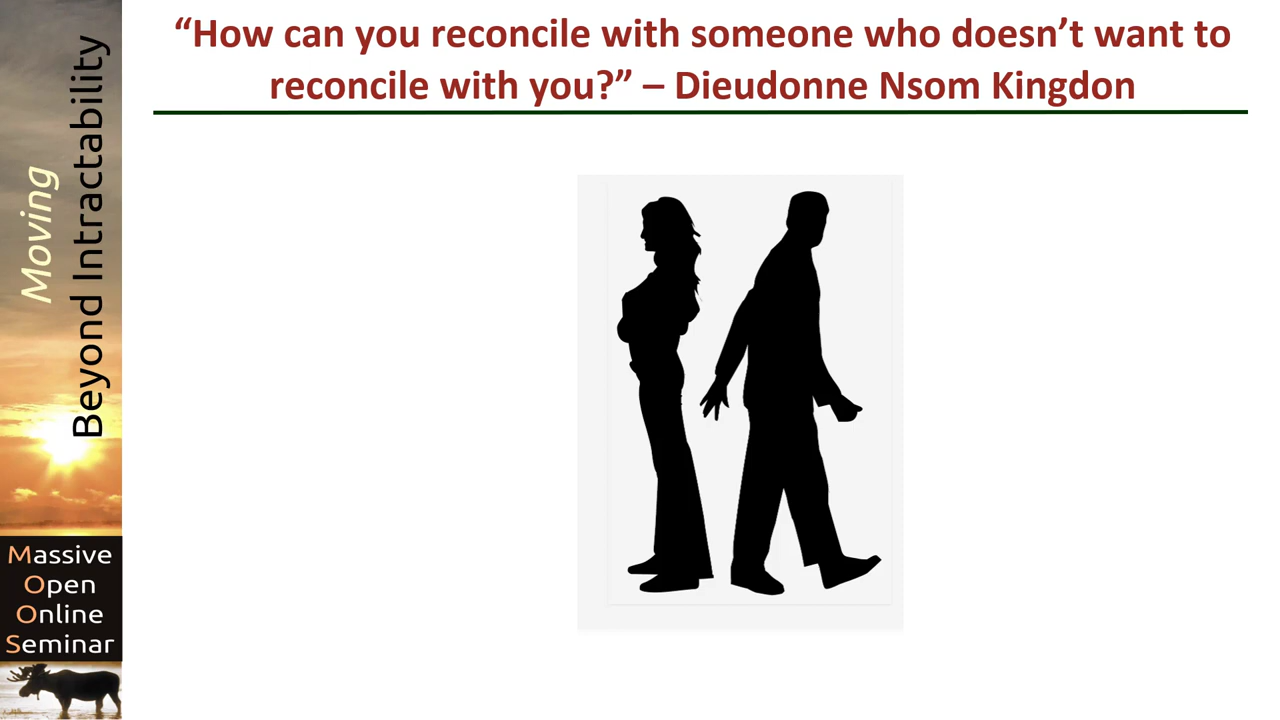 “How can you reconcile with someone who doesn’t want to
reconcile with you?” – Dieudonne Nsom Kingdon
Moving
Beyond Intractability
Massive
Open
Online
Seminar